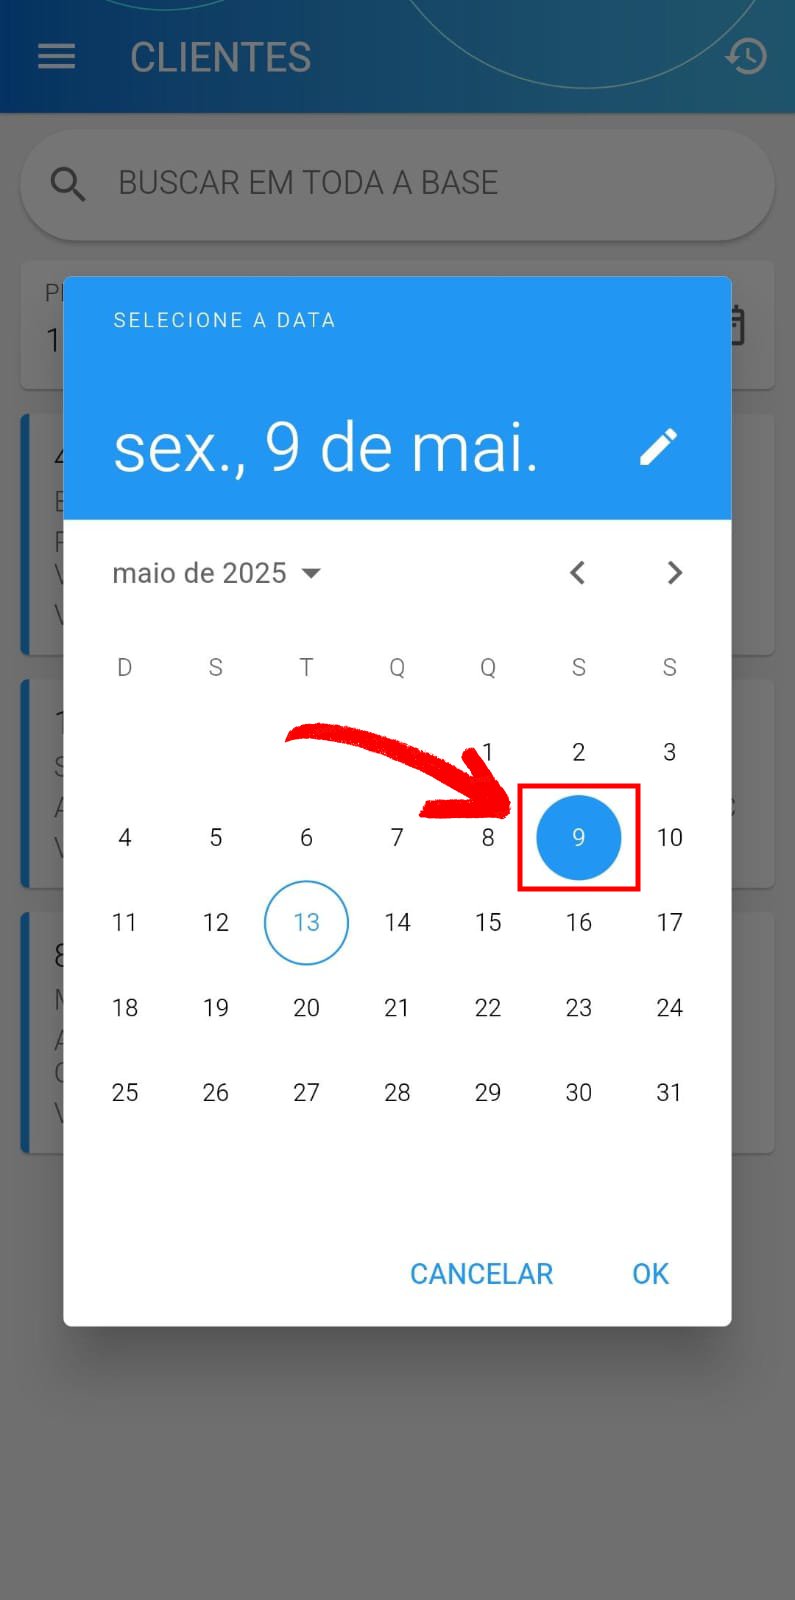 CLIENTES
BUSCAR EM TODA A BASE
SELECIONE A DATA
sex., 9 de mai.
maio de 2025
D S T Q Q S S
1 2 3
4 5 6 7 8 9 10
11 12 13 14 15 16 17
18 19 20 21 22 23 24
25 26 27 28 29 30 31
CANCELAR OK